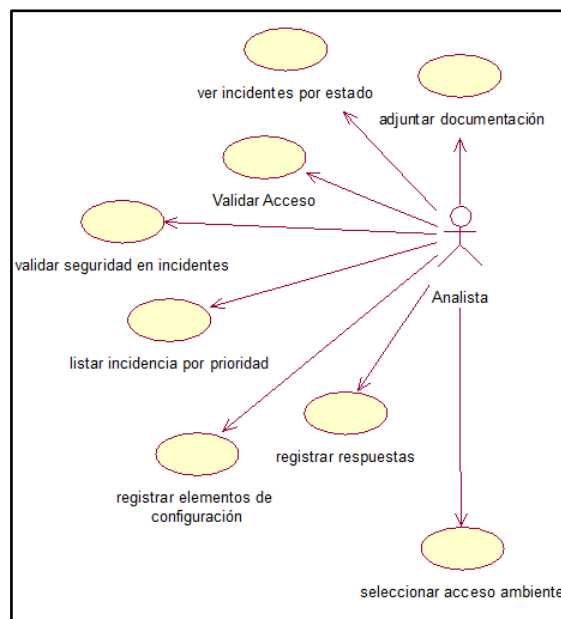 ver incidentes por estado
adjuntar documentación
Validar Acceso
validar seguridad en incidentes
Analista
listar incidencia por prioridad
registrar respuestas
registrar elementos de
configuración
seleccionar acceso ambiente